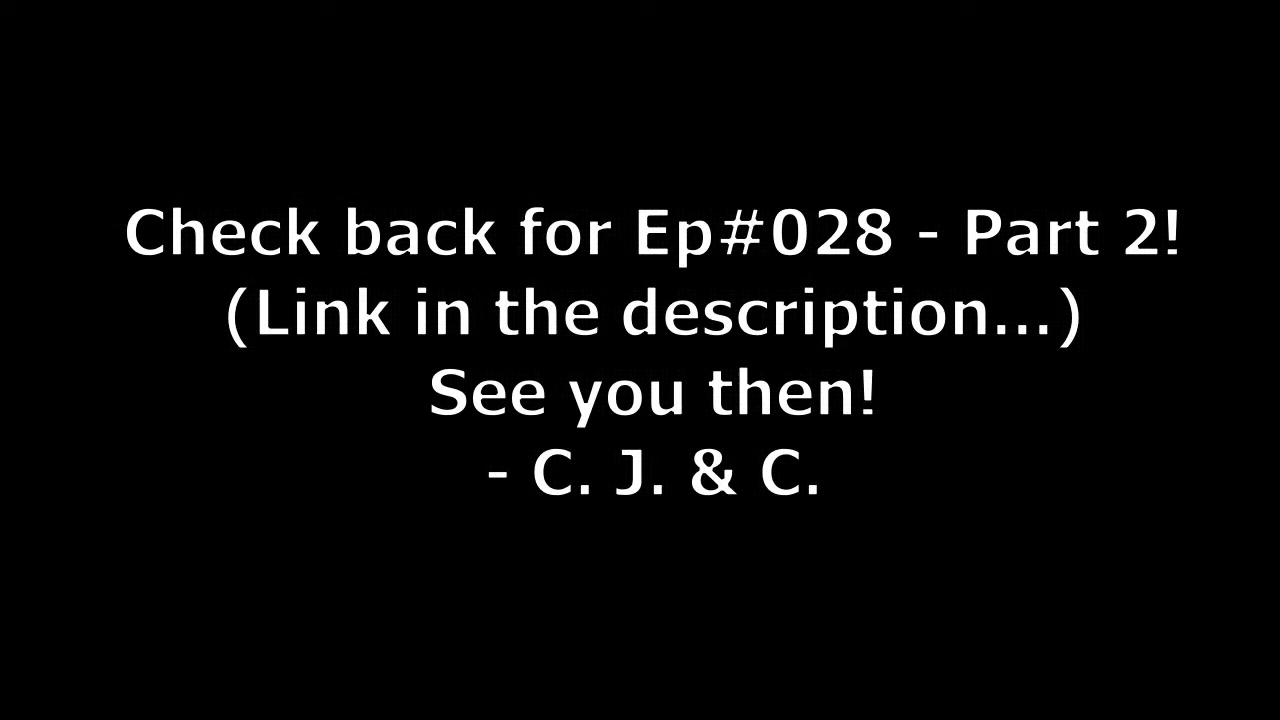 Check back for Ep#028 - Part 2!
(Link in the description...)
See you then!
- C. J. & C.